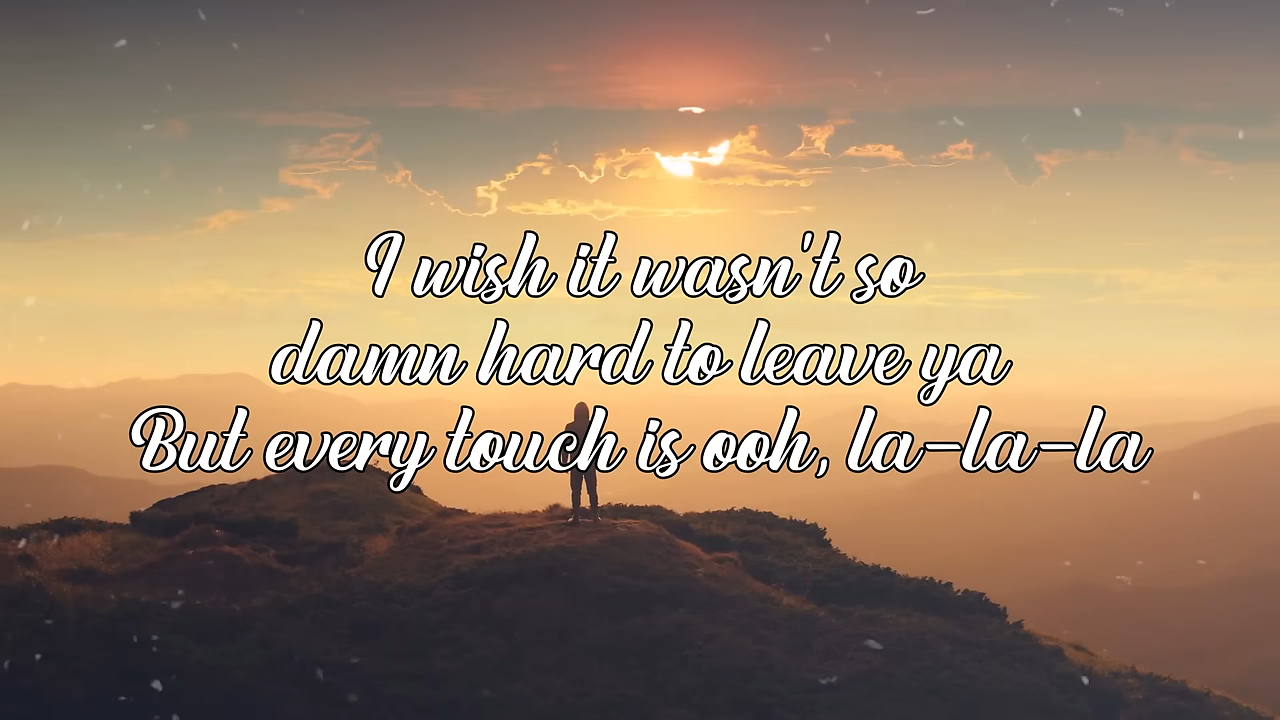 I wish it wasn't so
damn hard to leave ya
But every touch is ooh, la-la-la